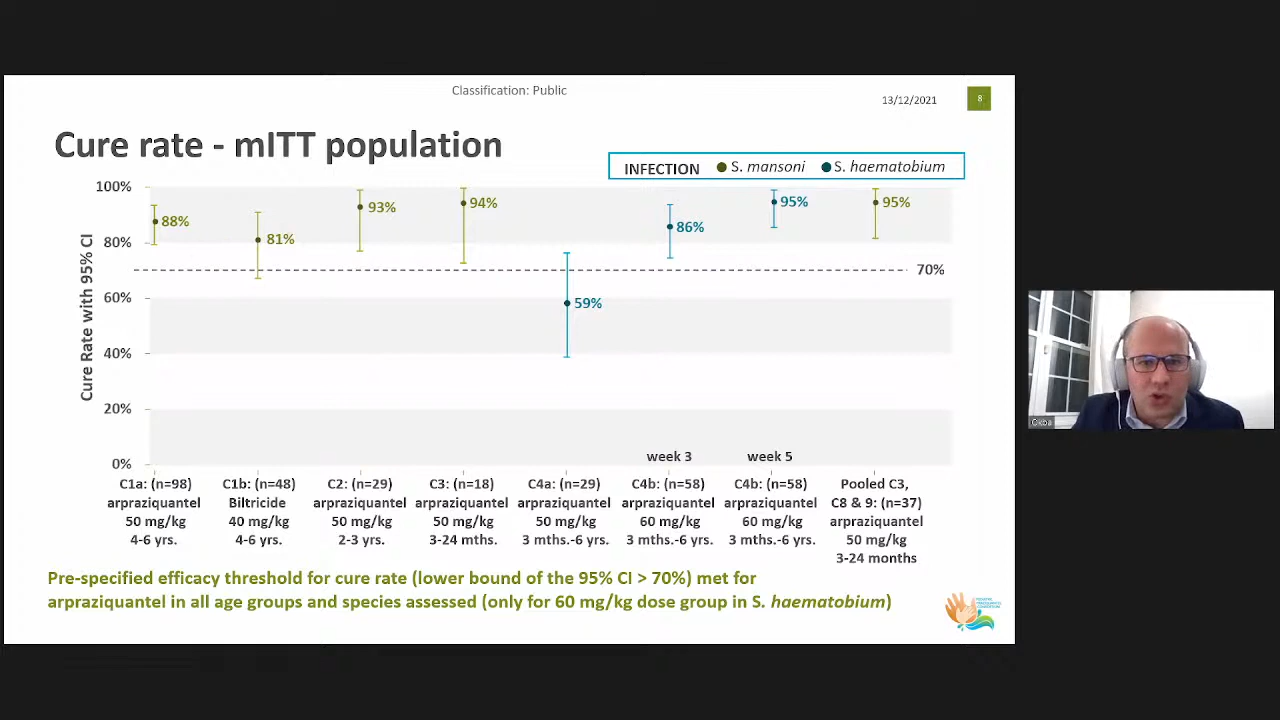 Classification: Public
13/12/2021
8
Cure rate - mITT population
INFECTION S. mansoni S. haematobium
Cure Rate with 95% CI
100%
80%
60%
40%
20%
0%
88%
81%
93%
94%
59%
86%
95%
95%
70%
week 3
week 5
C1a: (n=98)
arpraziquantel
50 mg/kg
4-6 yrs.
C1b: (n=48)
Biltricide
40 mg/kg
4-6 yrs.
C2: (n=29)
arpraziquantel
50 mg/kg
2-3 yrs.
C3: (n=18)
arpraziquantel
50 mg/kg
3-24 mths.
C4a: (n=29)
arpraziquantel
50 mg/kg
3 mths.-6 yrs.
C4b: (n=58)
arpraziquantel
60 mg/kg
3 mths.-6 yrs.
C4b: (n=58)
arpraziquantel
60 mg/kg
3 mths.-6 yrs.
Pooled C3,
C8 & 9: (n=37)
arpraziquantel
50 mg/kg
3-24 months
Pre-specified efficacy threshold for cure rate (lower bound of the 95% CI > 70%) met for
arpraziquantel in all age groups and species assessed (only for 60 mg/kg dose group in S. haematobium)
Okba